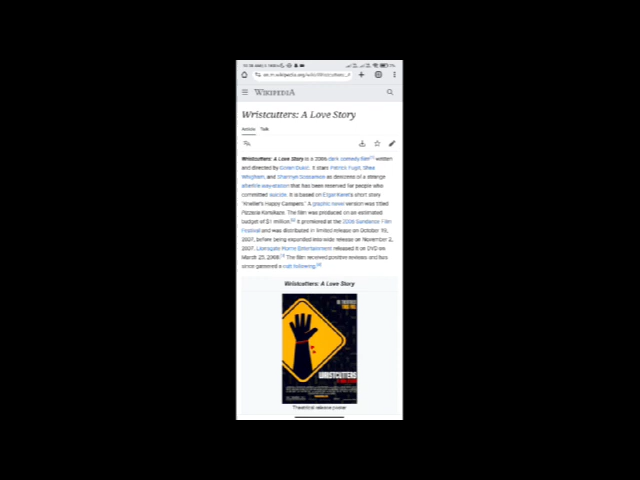 en.m.wikipedia.org/wiki/Wristcutters:_
WIKIPEDIA
Wristcutters: A Love Story
Article Talk
Wristcutters: A Love Story is a 2006 dark comedy film written
and directed by Goran Dukić. It stars Patrick Fugit, Shea
Whigham, and Shannyn Sossamon as denizens of a strange
afterlife way-station that has been reserved for people who
committed suicide. It is based on Etgar Keret's short story
"Kneller's Happy Campers." A graphic novel version was titled
Pizzeria Kamikaze. The film was produced on an estimated
budget of $1 million. It premiered at the 2006 Sundance Film
Festival and was distributed in limited release on October 19,
2007, before being expanded into wide release on November 2,
2007. Lionsgate Home Entertainment released it on DVD on
March 25, 2008. The film received positive reviews and has
since garnered a cult following.
Wristcutters: A Love Story
WRISTCUTTERS
Theatrical release poster